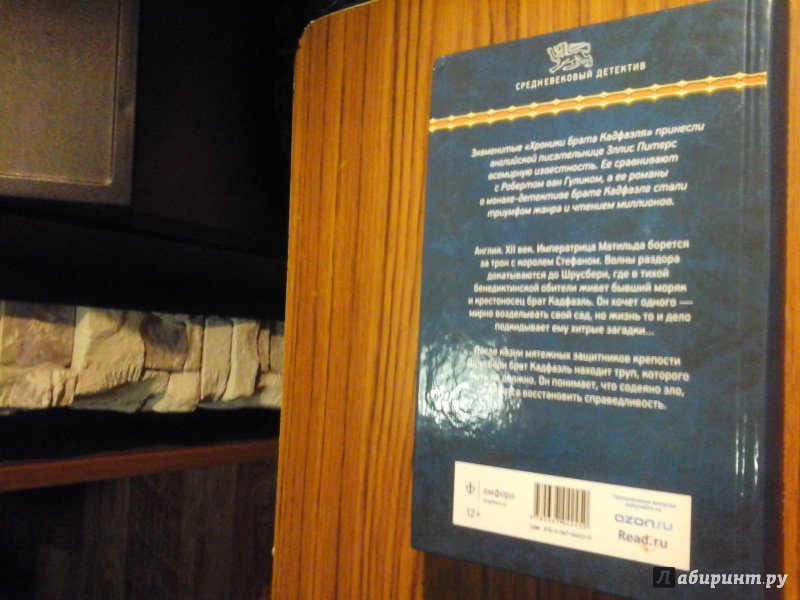 СРЕДНЕВЕКОВЫЙ ДЕТЕКТИВ
Знаменитые «Хроники брата Кадфаэля» принесли
английской писательнице Эллис Питерс
всемирную известность. Ее сравнивают
с Робертом ван Гуликом, а ее романы
о монахе-детективе брате Кадфаэле стали
триумфом жанра и чтением миллионов.
Англия. XII век. Императрица Матильда борется
за трон с королем Стефаном. Волны раздора
докатываются до Шрусбери, где в тихой
бенедиктинской обители живет бывший моряк
и крестоносец брат Кадфаэль. Он хочет одного —
мирно возделывать свой сад, но жизнь то и дело
подкидывает ему хитрые загадки...
После казни мятежных защитников крепости
Шрусбери брат Кадфаэль находит труп, которого
быть не должно. Он понимает, что содеяно зло,
восстановить справедливость.
амфора
12+
ozon.ru
Read.ru
Лабиринт.ру